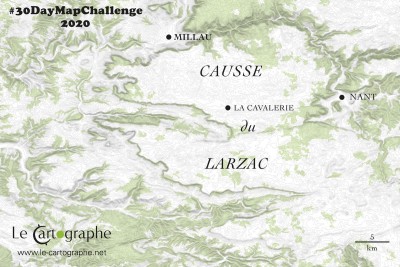 #30DayMapChallenge
2020
MILLAU
CAUSSE
NANT
LA CAVALERIE
du
LARZAC
Le Cartographe
www.le-cartographe.net
5
km